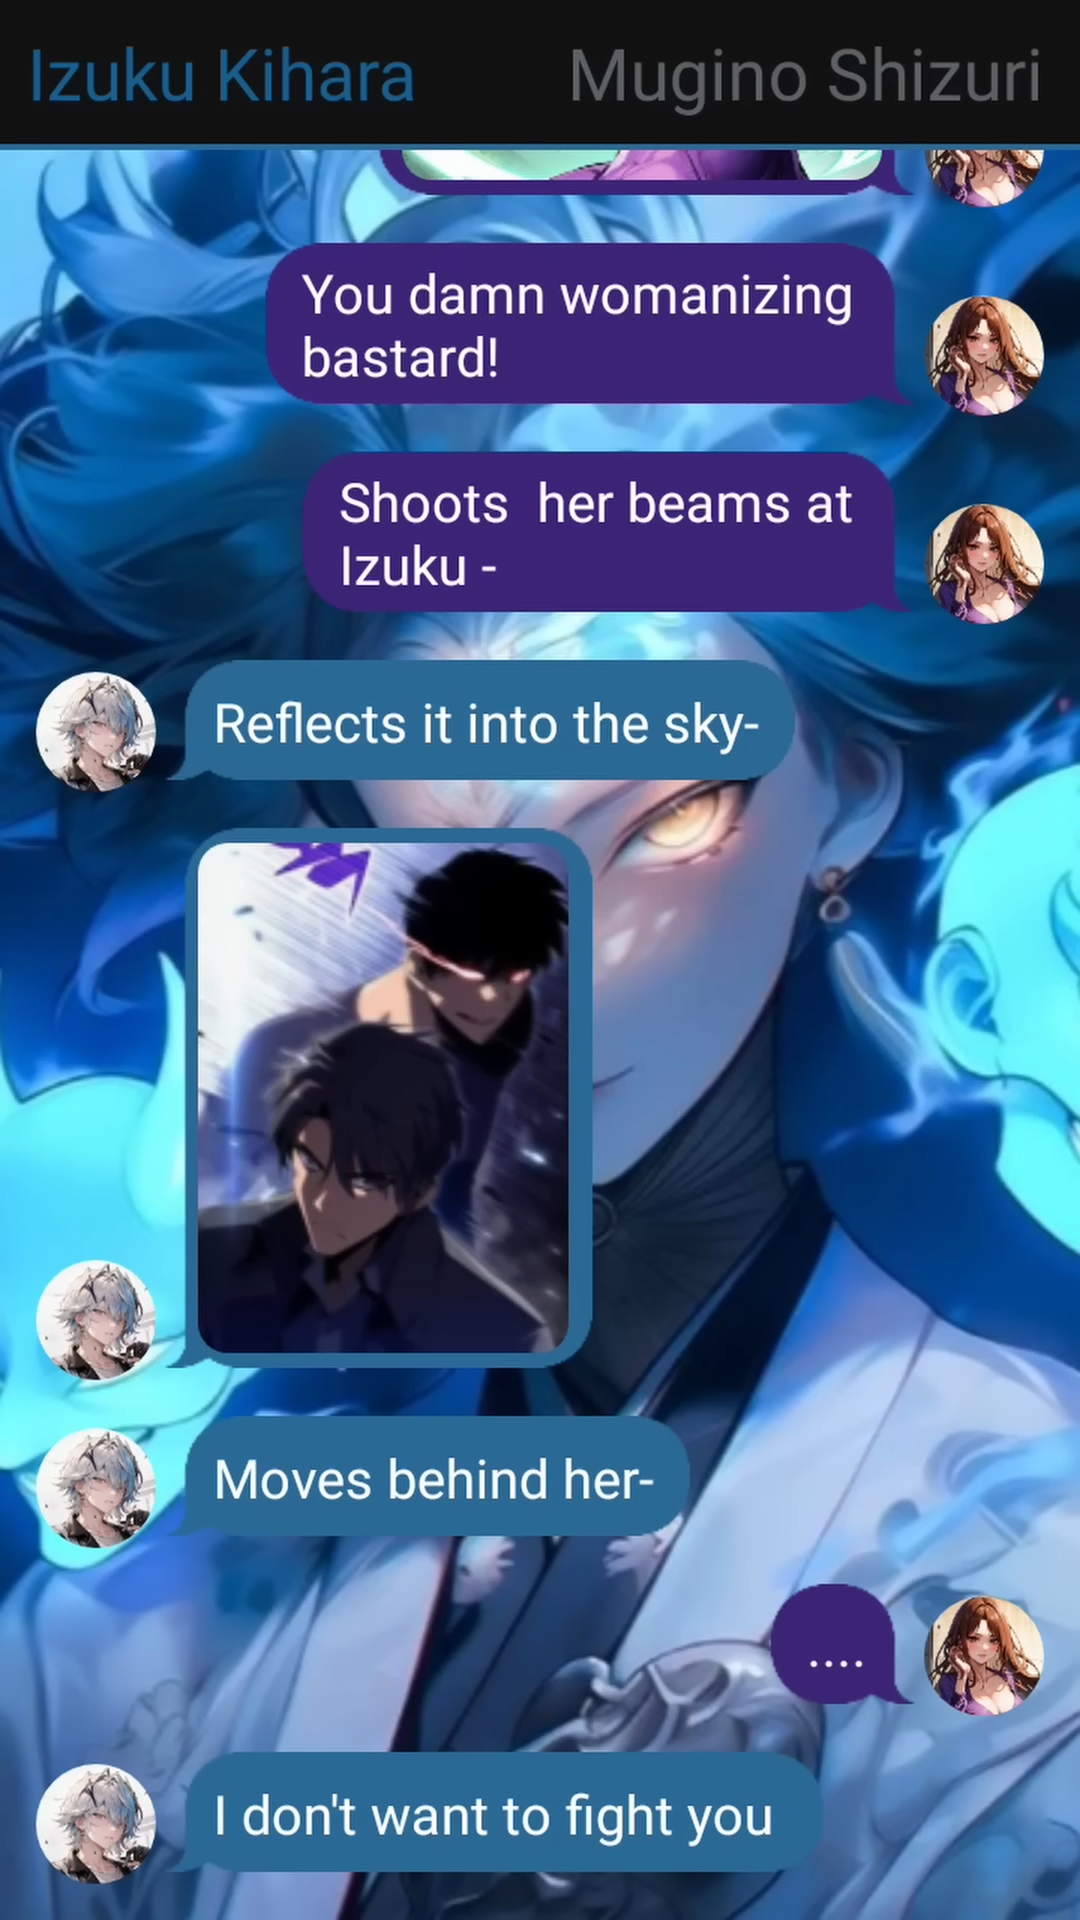 Izuku Kihara
Mugino Shizuri
You damn womanizing
bastard!
Shoots  her beams at
Izuku -
Reflects it into the sky-
Moves behind her-
....
I don't want to fight you